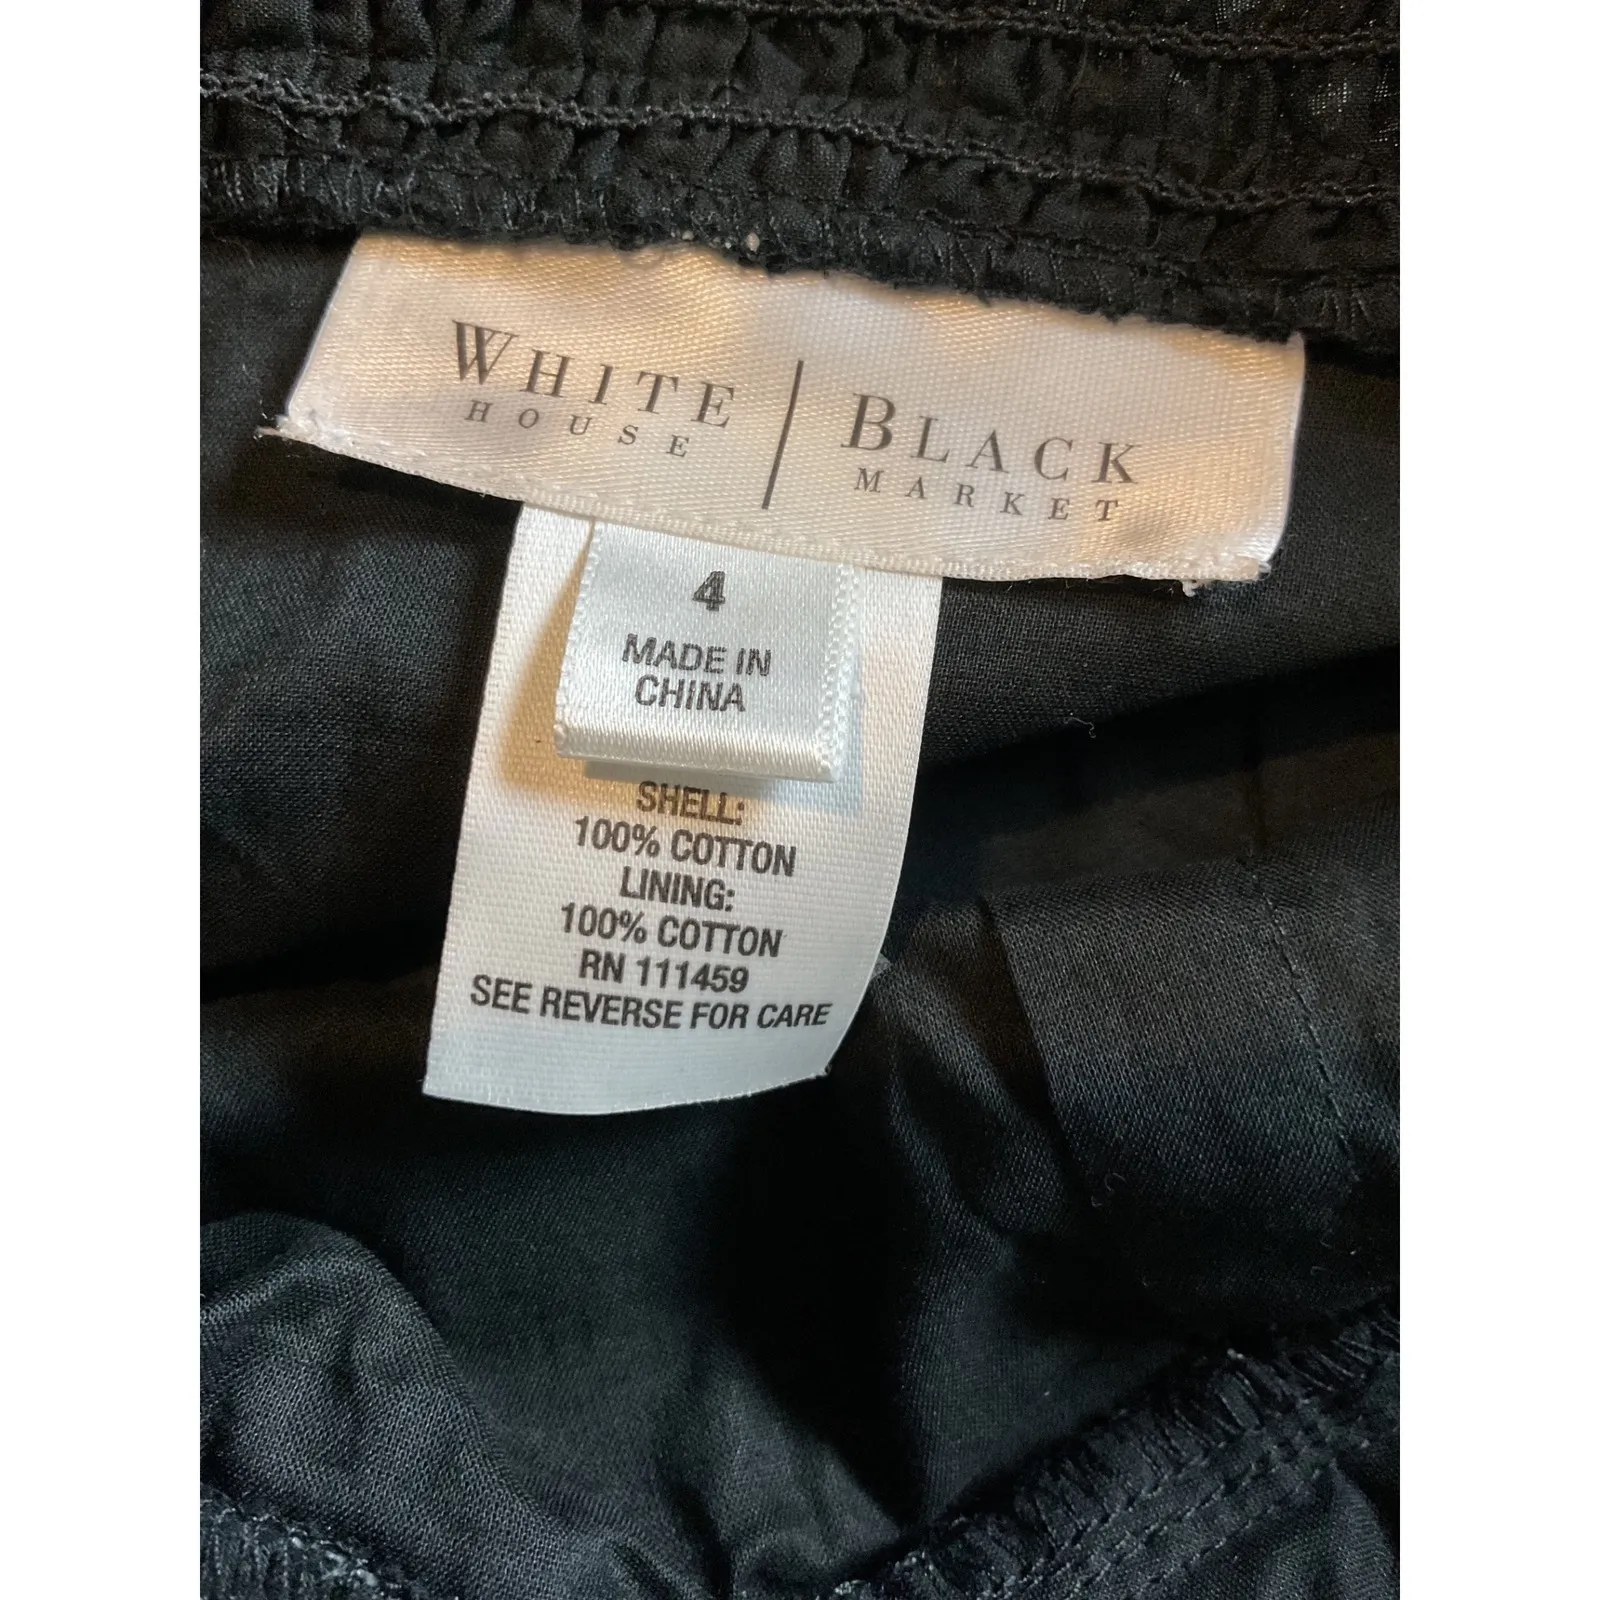 WHITE | BLACK
HOUSE | MARKET
4
MADE IN
CHINA
SHELL:
100% COTTON
LINING:
100% COTTON
RN 111459
SEE REVERSE FOR CARE